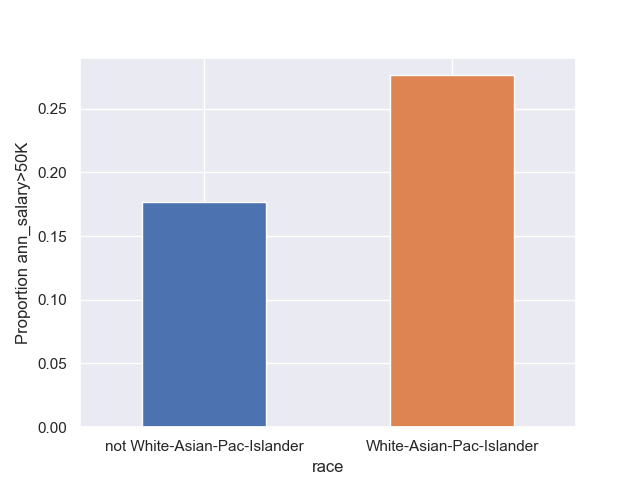 Proportion ann_salary>50K
0.25
0.20
0.15
0.10
0.05
0.00
not White-Asian-Pac-Islander
White-Asian-Pac-Islander
race